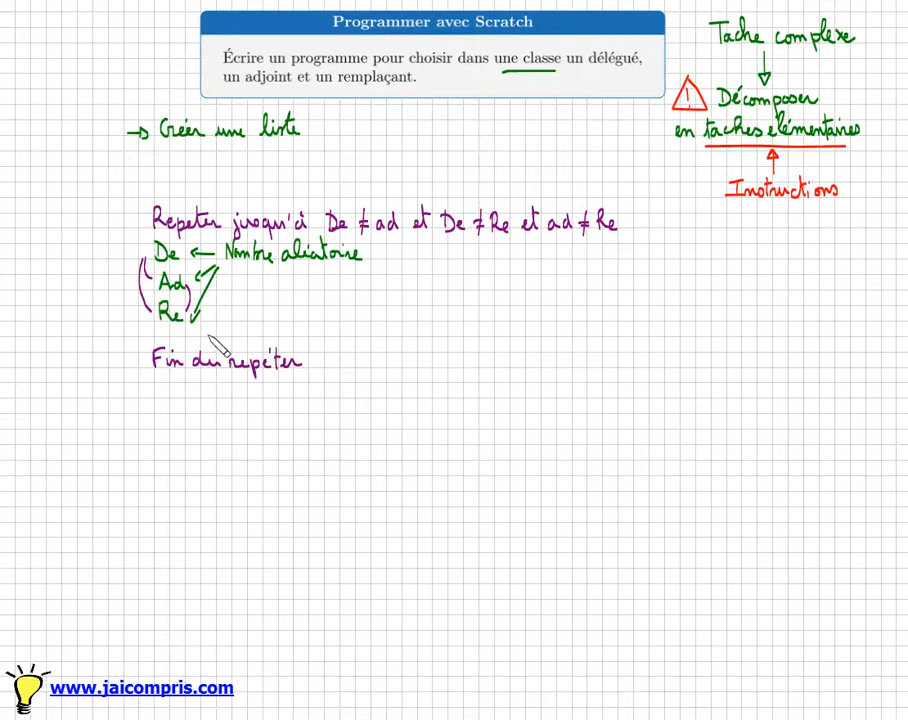 Programmer avec Scratch
Écrire un programme pour choisir dans une classe un délégué,
un adjoint et un remplaçant.
Tache complexe
! Décomposer
en taches elémentaires
Instructions
→ Créer une liste
Repeter jusqu'à De ≠ ad et De ≠ Re et ad ≠ Re
De ← Nombre aléatoire
Ad
Re
Fin du repéter
www.jaicompris.com